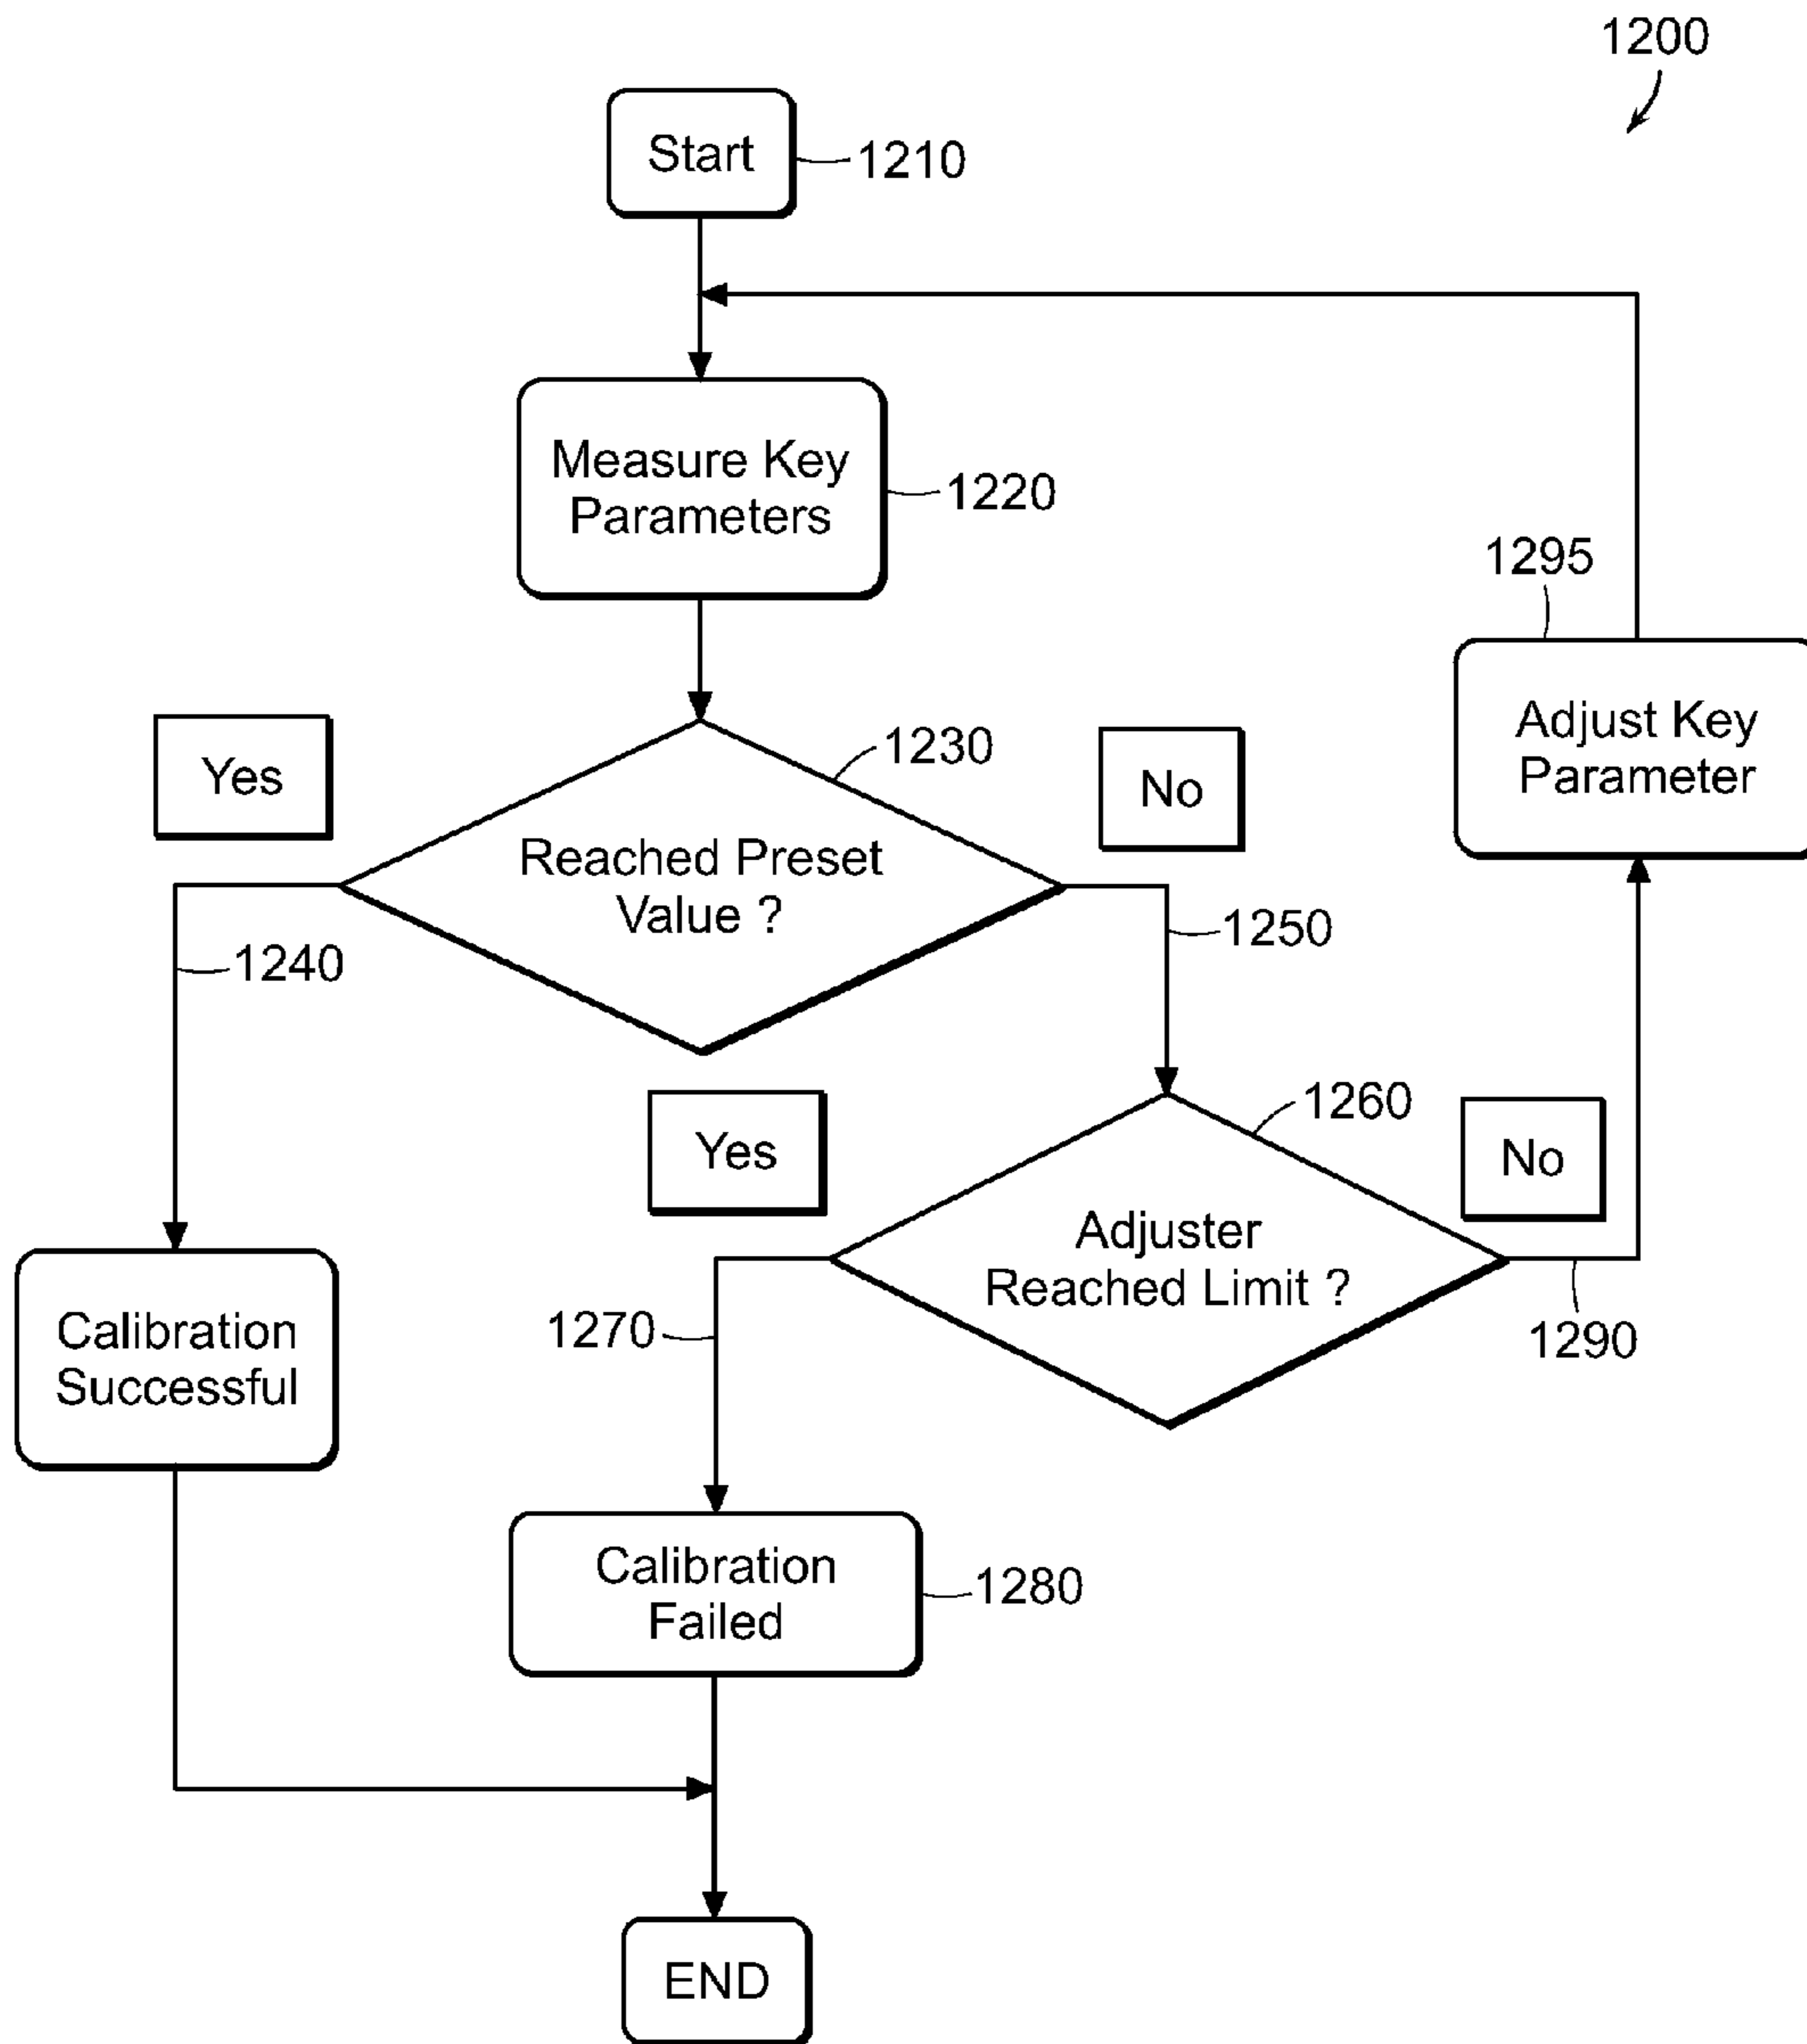 1200
Start
1210
Measure Key
Parameters
1220
1295
Adjust Key
Parameter
Yes
1230
No
Reached Preset
Value ?
1240
1250
Yes
1260
No
Adjuster
Reached Limit ?
1270
1290
Calibration
Successful
Calibration
Failed
1280
END